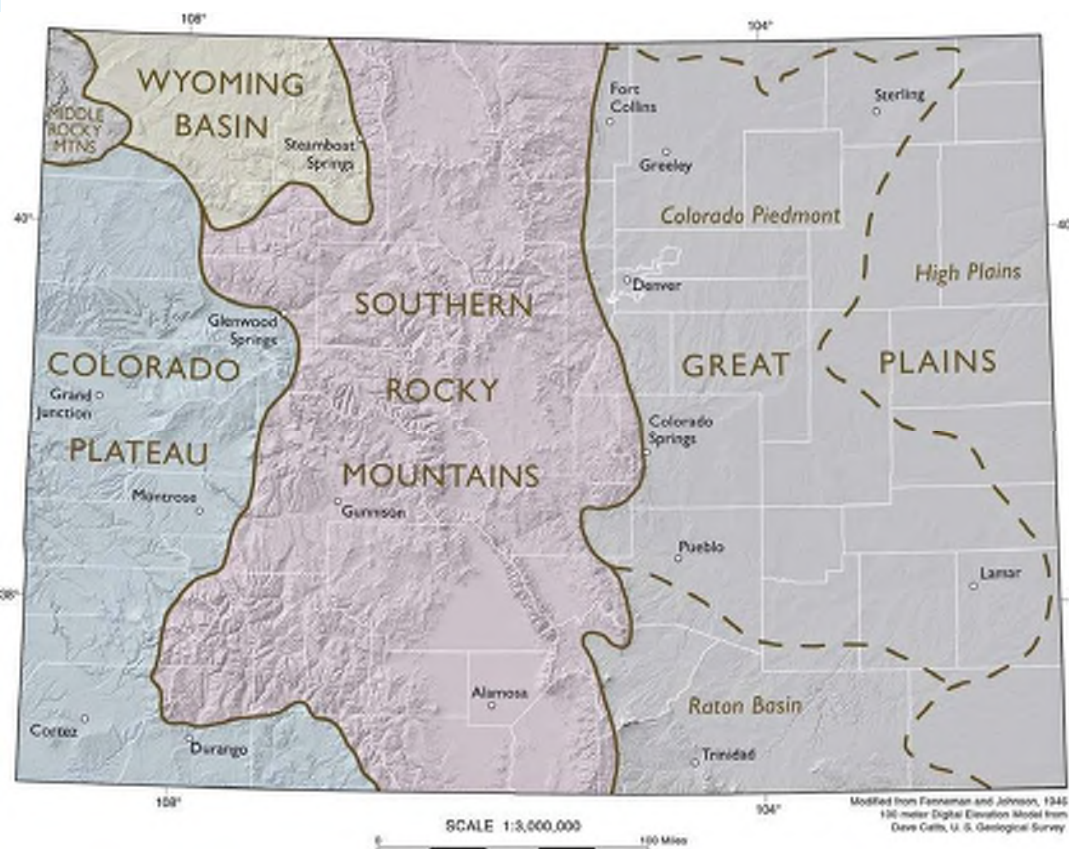 108°
104°
WYOMING
BASIN
MIDDLE
ROCKY
MTNS
Steamboat
Springs
Fort
Collins
Sterling
Greeley
40°
Colorado Piedmont
40
High Plains
Denver
SOUTHERN
ROCKY
MOUNTAINS
Glenwood
Springs
COLORADO
PLATEAU
Grand
Junction
GREAT PLAINS
Colorado
Springs
Montrose
Gunnison
Pueblo
Lamar
38°
Alamosa
Raton Basin
Cortez
Durango
Trinidad
108°
104°
Modified from Fenneman and Johnson, 1946
100 meter Digital Elevation Model from
Dave Catts, U. S. Geological Survey
SCALE 1:3,000,000
0 100 Miles